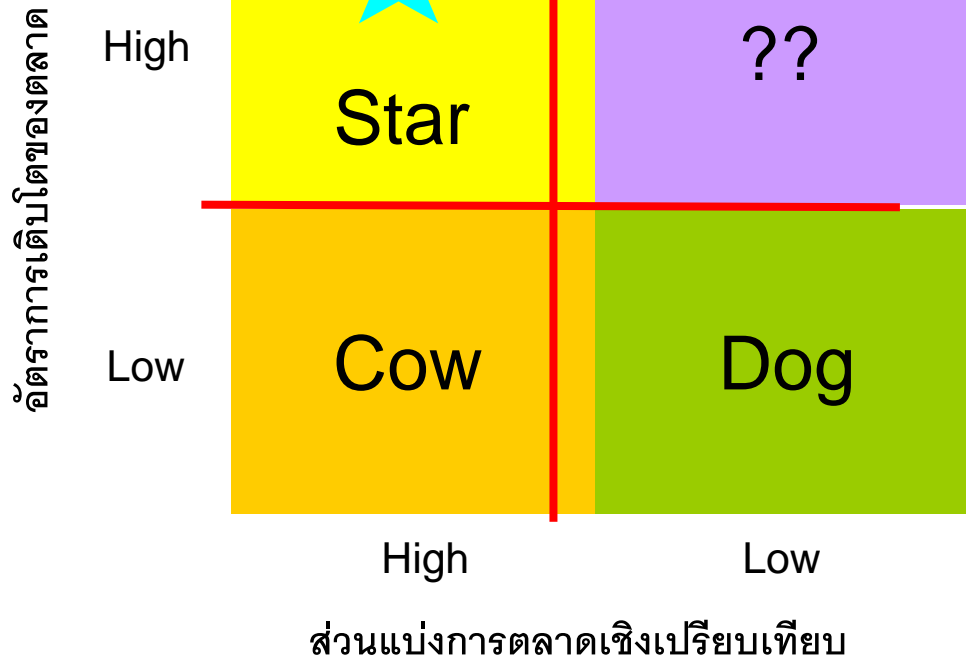 อัตราการเติบโตของตลาด
High
??
Star
Low
Cow
Dog
High
Low
ส่วนแบ่งการตลาดเชิงเปรียบเทียบ